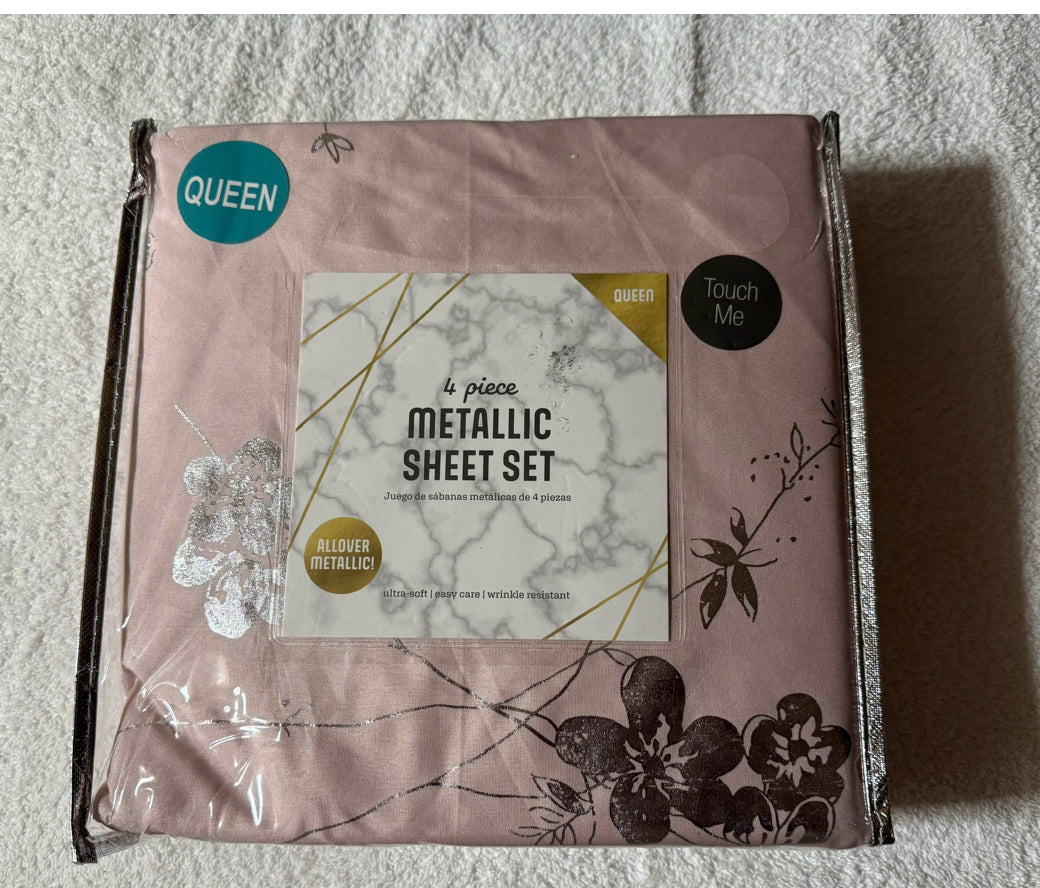 QUEEN
QUEEN
Touch
Me
4 piece
METALLIC
SHEET SET
Juego de sábanas metálicas de 4 piezas
ALLOVER
METALLIC!
ultra-soft | easy care | wrinkle resistant